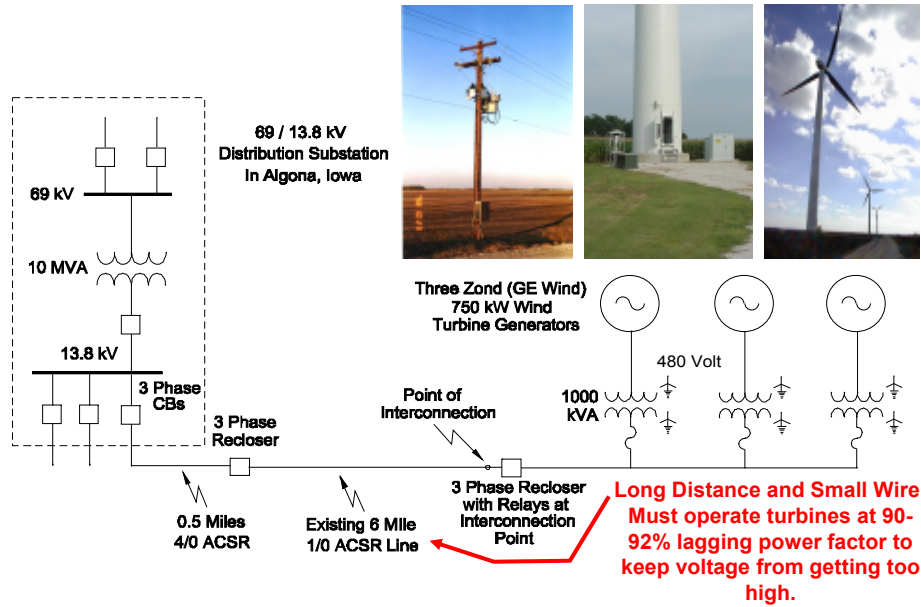 69 / 13.8 kV
Distribution Substation
In Algona, Iowa
69 kV
10 MVA
13.8 kV
3 Phase
CBs
3 Phase
Recloser
0.5 Miles
4/0 ACSR
Existing 6 Mile
1/0 ACSR Line
Point of
Interconnection
3 Phase Recloser
with Relays at
Interconnection
Point
Three Zond (GE Wind)
750 kW Wind
Turbine Generators
480 Volt
1000
kVA
Long Distance and Small Wire
Must operate turbines at 90-
92% lagging power factor to
keep voltage from getting too
high.